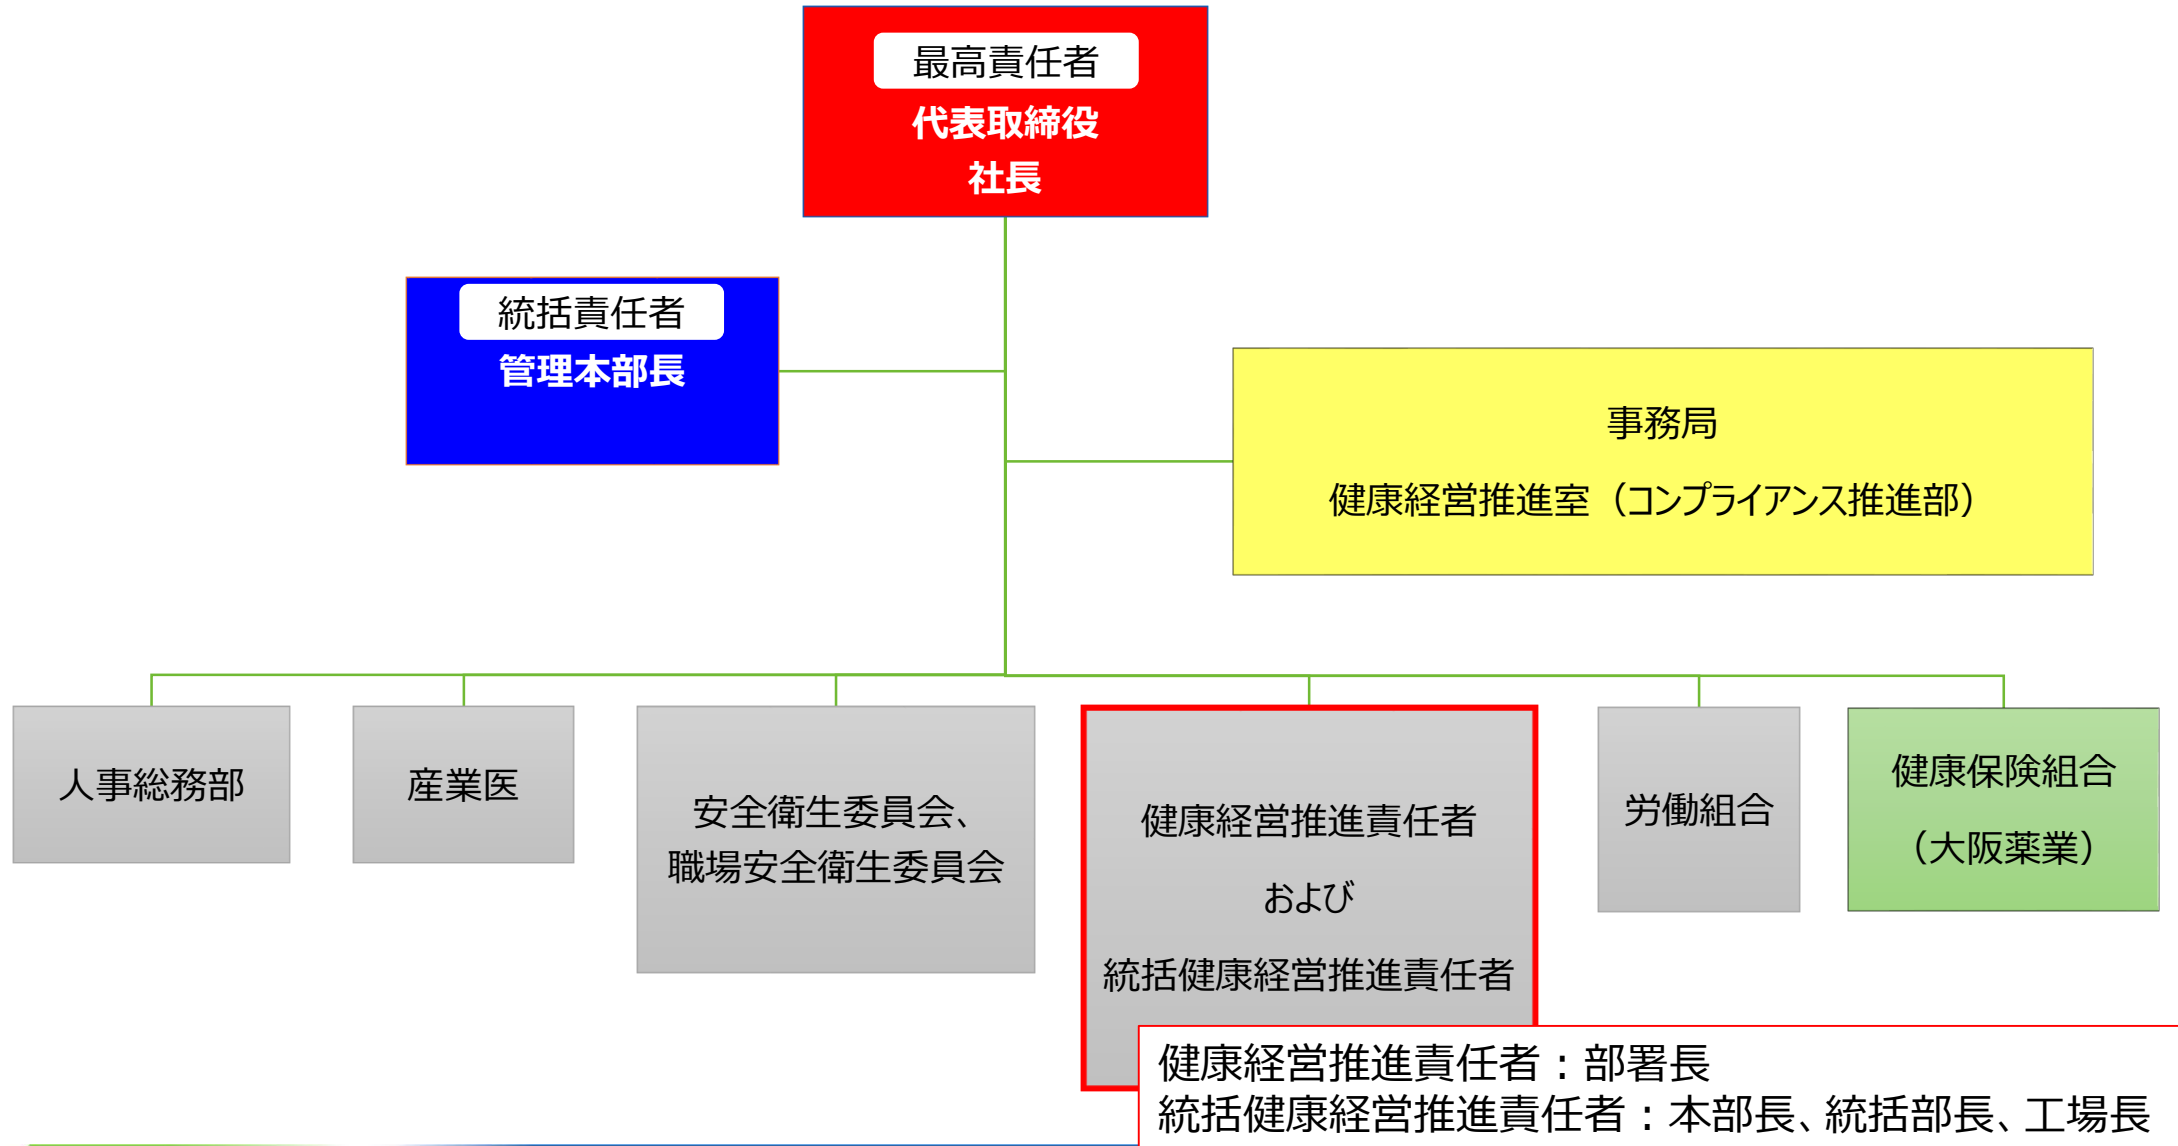 最高責任者
代表取締役
社長
統括責任者
管理本部長
事務局
健康経営推進室（コンプライアンス推進部）
人事総務部
産業医
安全衛生委員会、
職場安全衛生委員会
健康経営推進責任者
および
統括健康経営推進責任者
労働組合
健康保険組合
（大阪薬業）
健康経営推進責任者：部署長
統括健康経営推進責任者：本部長、統括部長、工場長